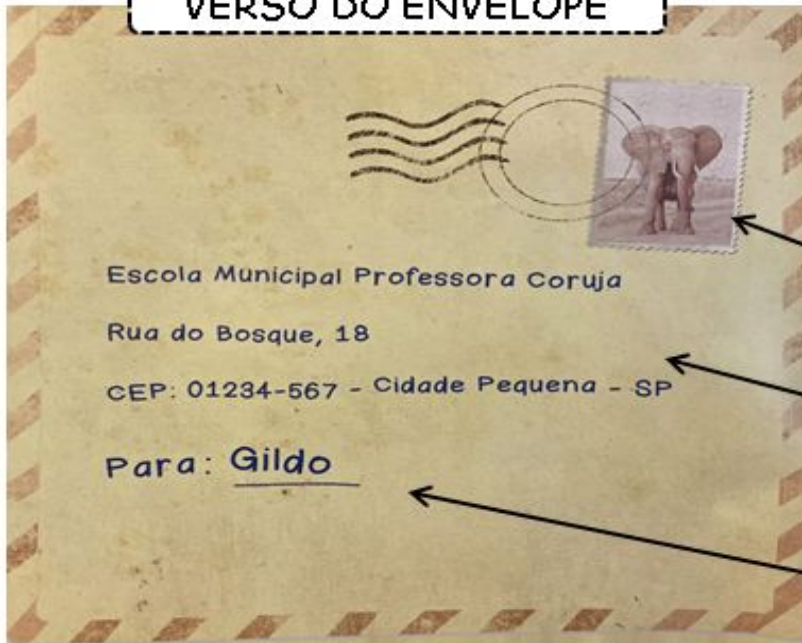 VERSO DO ENVELOPE
Escola Municipal Professora Coruja
Rua do Bosque, 18
CEP: 01234-567 - Cidade Pequena - SP
Para: Gildo